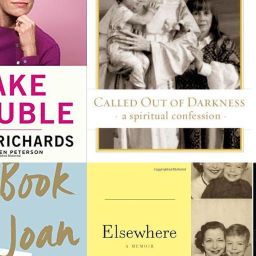 AKE
UBLE
RICHARDS
EN PETERSON
CALLED OUT OF DARKNESS
· a spiritual confession ·
Book
Joan
Elsewhere
A MEMOIR